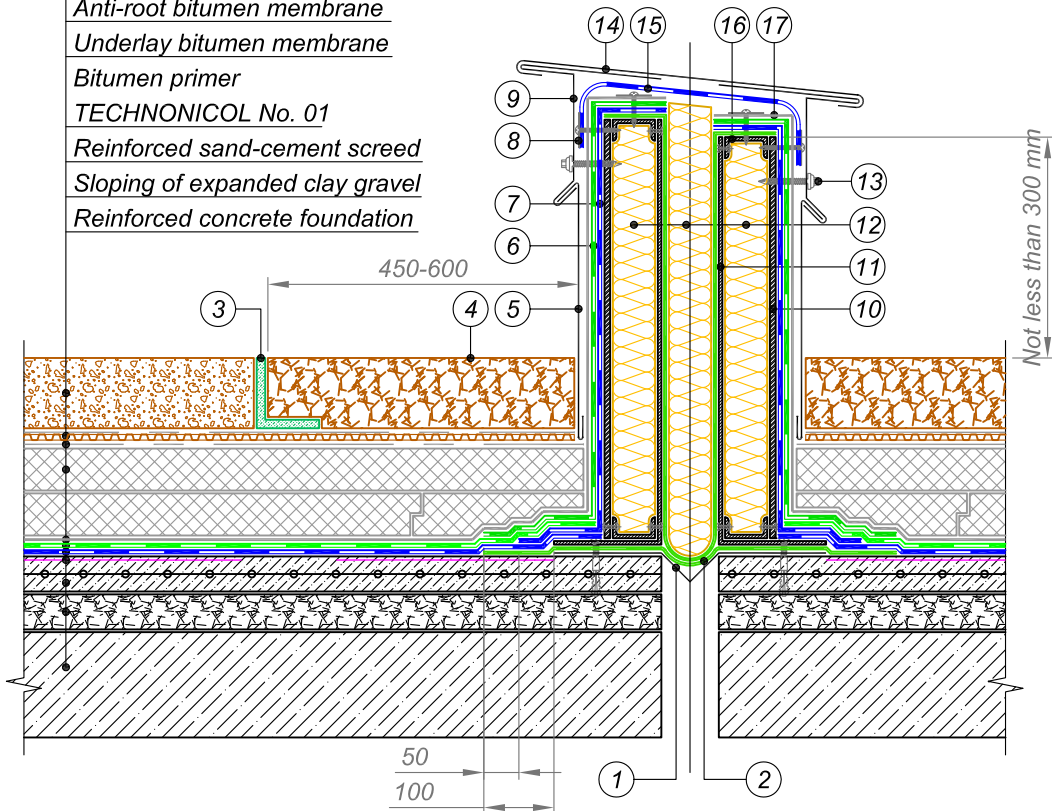 Anti-root bitumen membrane
Underlay bitumen membrane
Bitumen primer
TECHNONICOL No. 01
Reinforced sand-cement screed
Sloping of expanded clay gravel
Reinforced concrete foundation
14 15 16 17
9
8
13
7
12
6
11
450-600
3 4 5 10
Not less than 300 mm
50
100
1 2